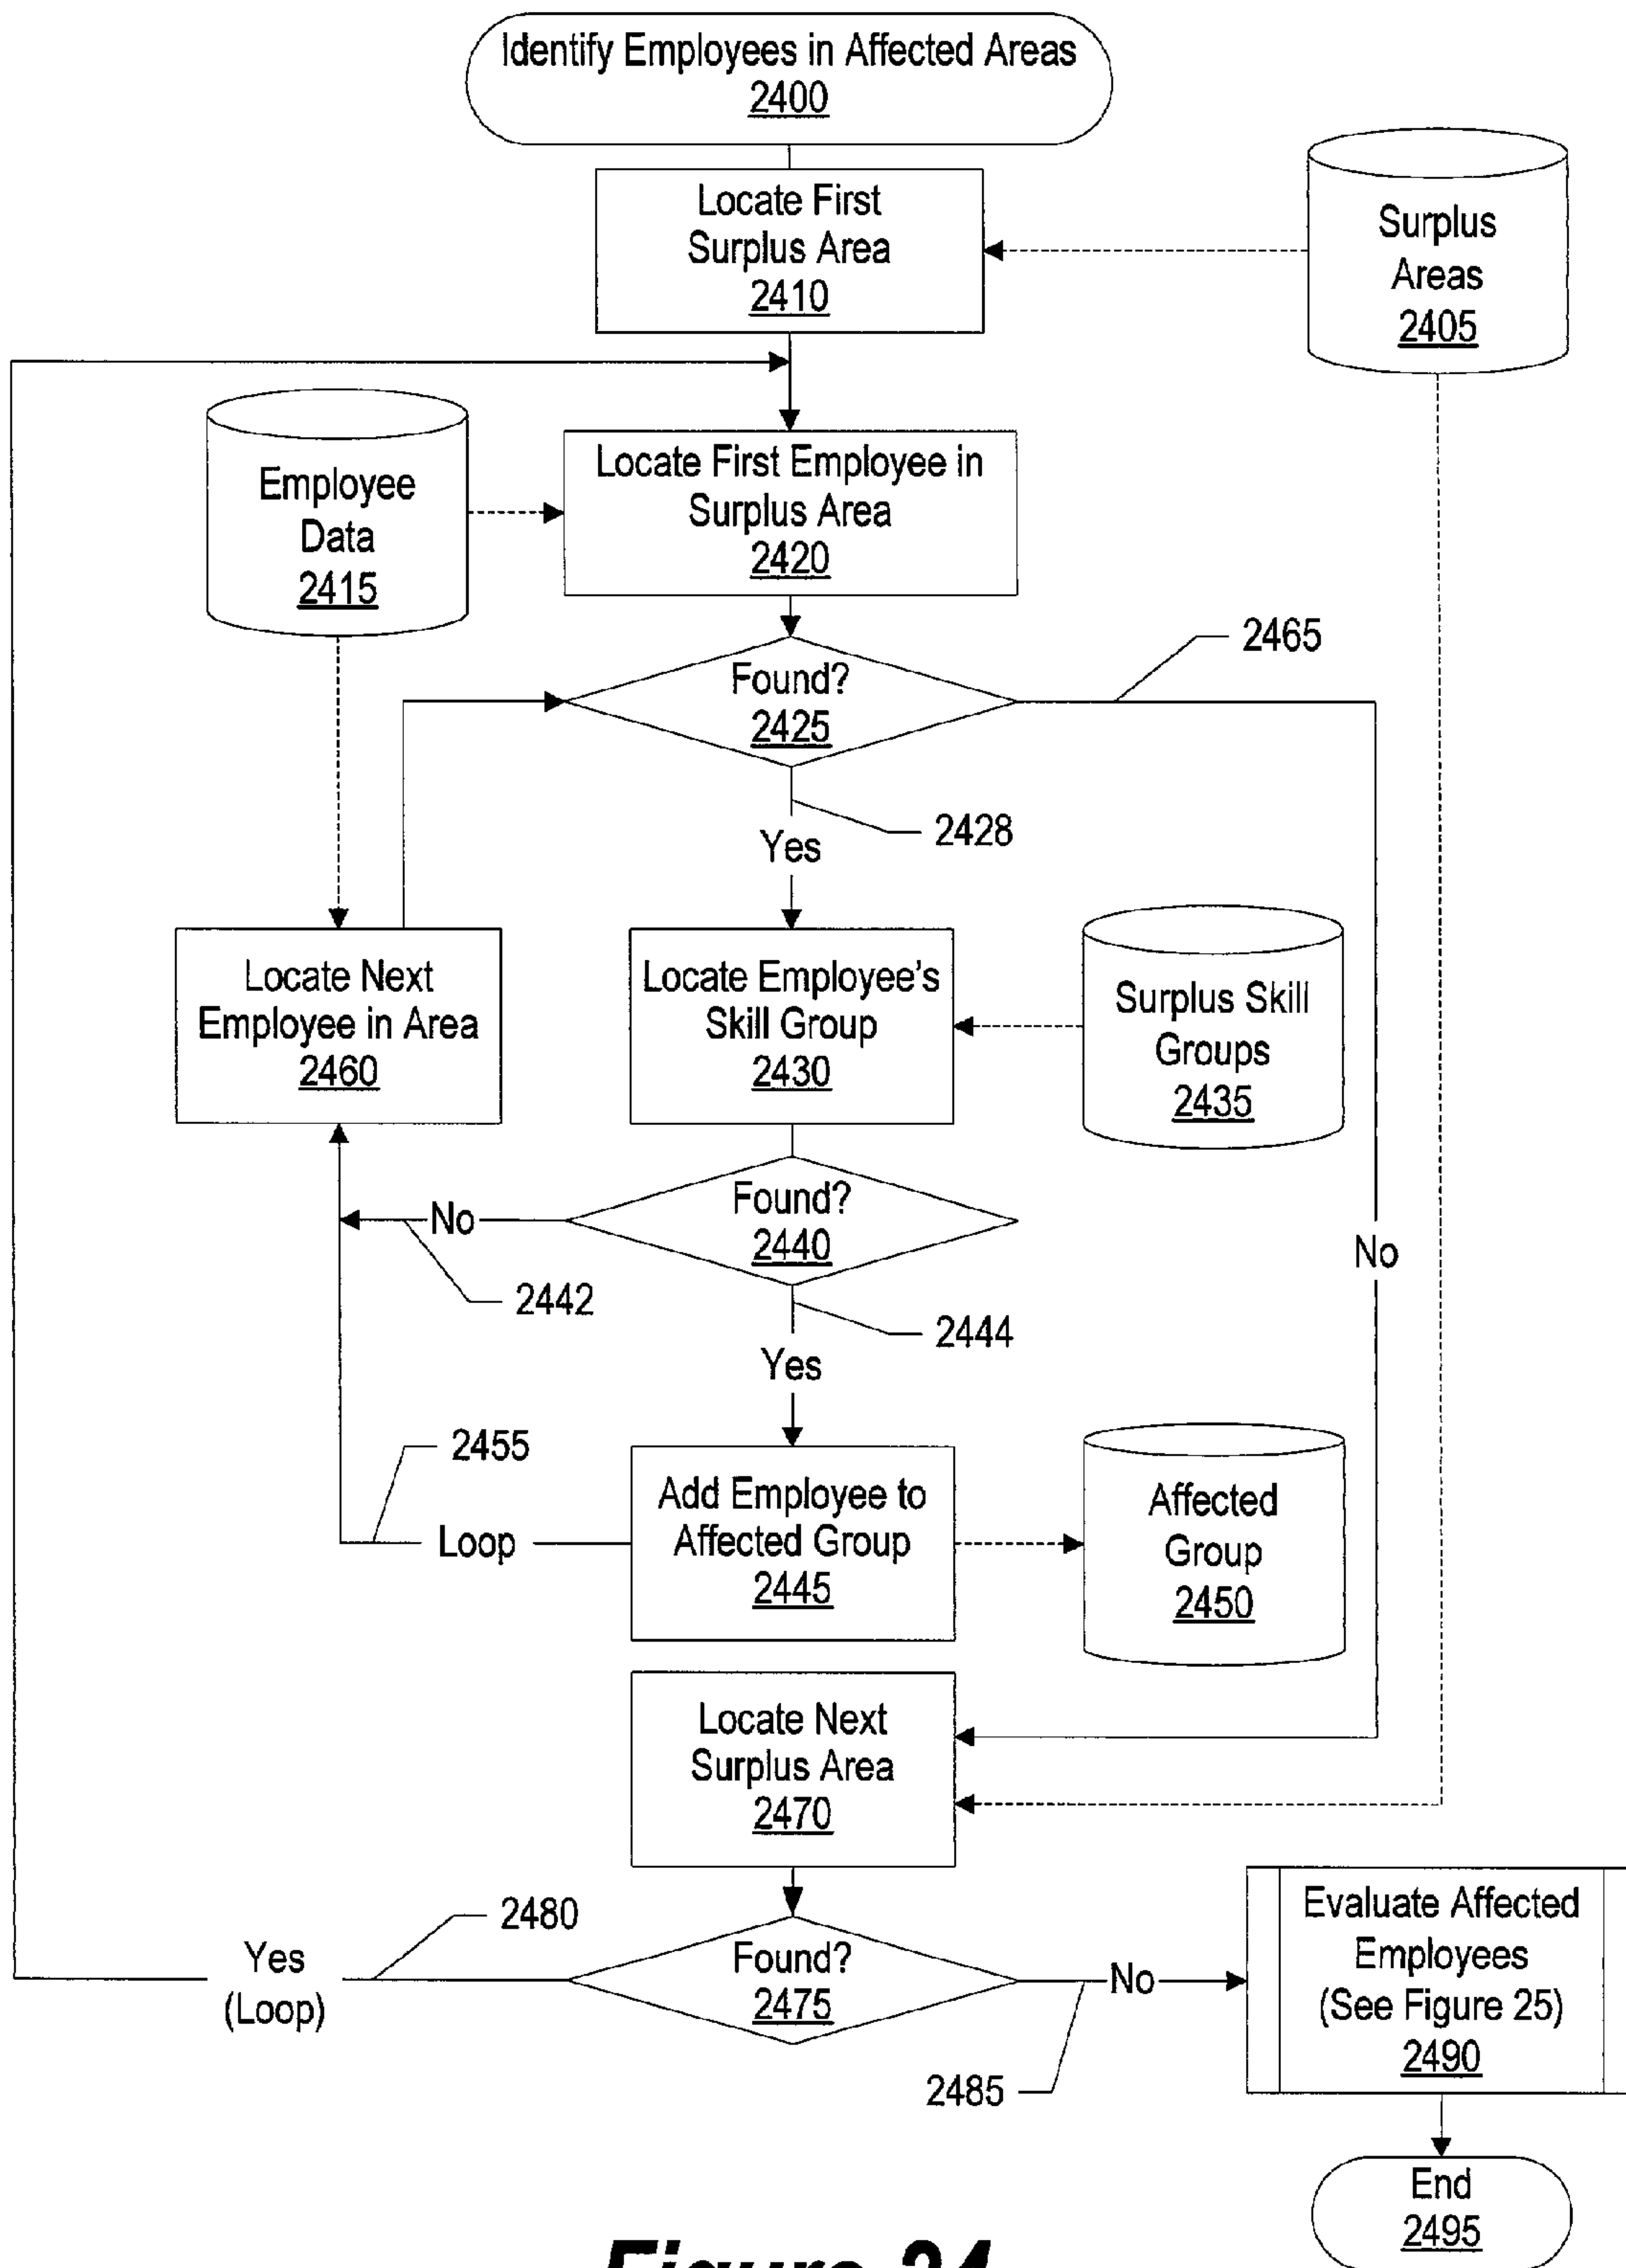 Identify Employees in Affected Areas
2400
Locate First
Surplus Area
2410
Surplus
Areas
2405
Employee
Data
2415
Locate First Employee in
Surplus Area
2420
2465
Found?
2425
2428
Yes
Locate Next
Employee in Area
2460
Locate Employee's
Skill Group
2430
Surplus Skill
Groups
2435
Found?
2440
No
2442
No
2444
Yes
2455
Loop
Add Employee to
Affected Group
2445
Affected
Group
2450
Locate Next
Surplus Area
2470
2480
Yes
(Loop)
Found?
2475
No
2485
Evaluate Affected
Employees
(See Figure 25)
2490
End
2495
Figure 24